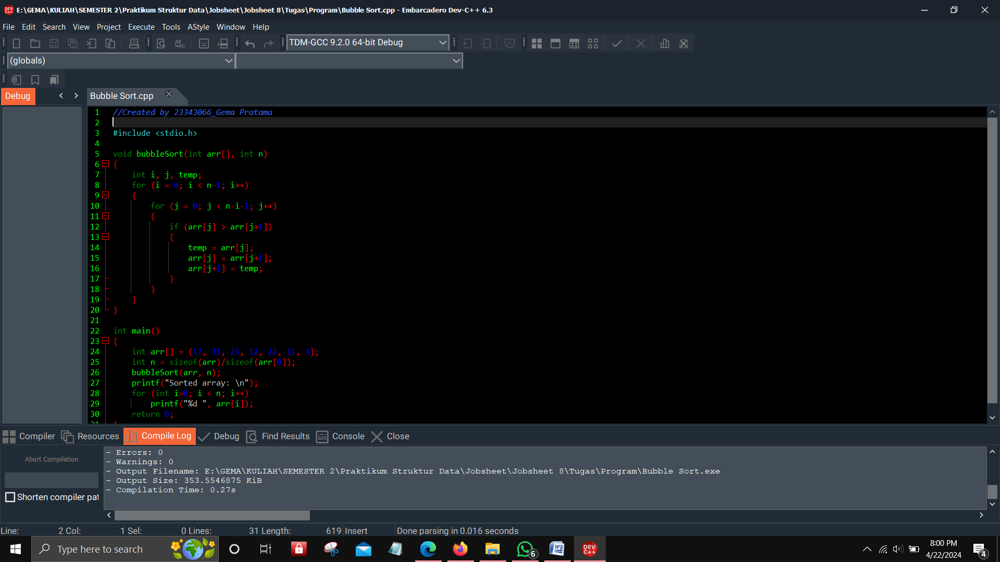 E:\GEMA\KULIAH\SEMESTER 2\Praktikum Struktur Data\Jobsheet\Jobsheet 8\Tugas\Program\Bubble Sort.cpp - Embarcadero Dev-C++ 6.3
File Edit Search View Project Execute Tools AStyle Window Help
TDM-GCC 9.2.0 64-bit Debug
(globals)
Debug
Bubble Sort.cpp
1 //Created by 23343066_Gema Pratama
2
3 #include <stdio.h>
4
5 void bubbleSort(int arr[], int n)
6 {
7 int i, j, temp;
8 for (i = 0; i < n-1; i++)
9 {
10 for (j = 0; j < n-i-1; j++)
11 {
12 if (arr[j] > arr[j+1])
13 {
14 temp = arr[j];
15 arr[j] = arr[j+1];
16 arr[j+1] = temp;
17 }
18 }
19 }
20 }
21
22 int main()
23 {
24 int arr[] = {17, 31, 25, 12, 22, 11, 3};
25 int n = sizeof(arr)/sizeof(arr[0]);
26 bubbleSort(arr, n);
27 printf("Sorted array: \n");
28 for (int i=0; i < n; i++)
29 printf("%d ", arr[i]);
30 return 0;
31 }
Compiler Resources Compile Log Debug Find Results Console Close
Abort Compilation
Shorten compiler pat
- Errors: 0
- Warnings: 0
- Output Filename: E:\GEMA\KULIAH\SEMESTER 2\Praktikum Struktur Data\Jobsheet\Jobsheet 8\Tugas\Program\Bubble Sort.exe
- Output Size: 353.5546875 KiB
- Compilation Time: 0.27s
Line: 2 Col: 1 Sel: 0 Lines: 31 Length: 619 Insert Done parsing in 0.016 seconds
Type here to search
6
DEV C++
8:00 PM
4/22/2024
4